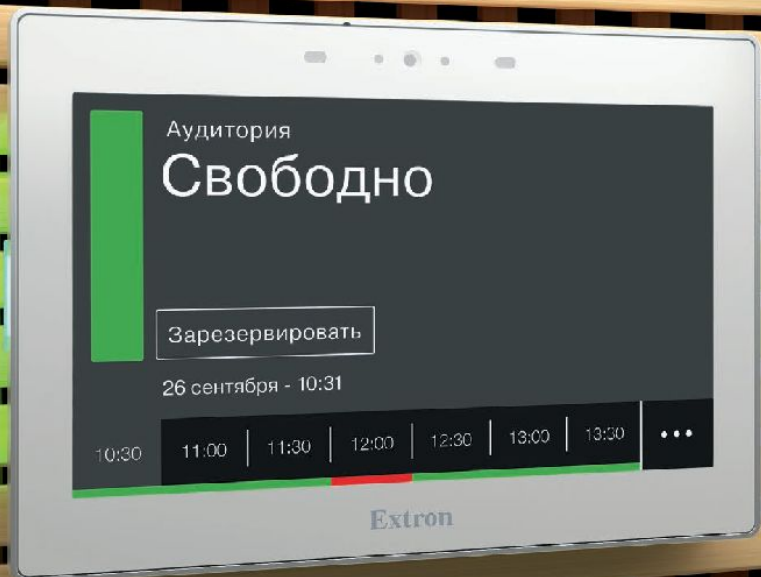 Аудитория
Свободно
Зарезервировать
26 сентября - 10:31
10:30 11:00 11:30 12:00 12:30 13:00 13:30
Extron